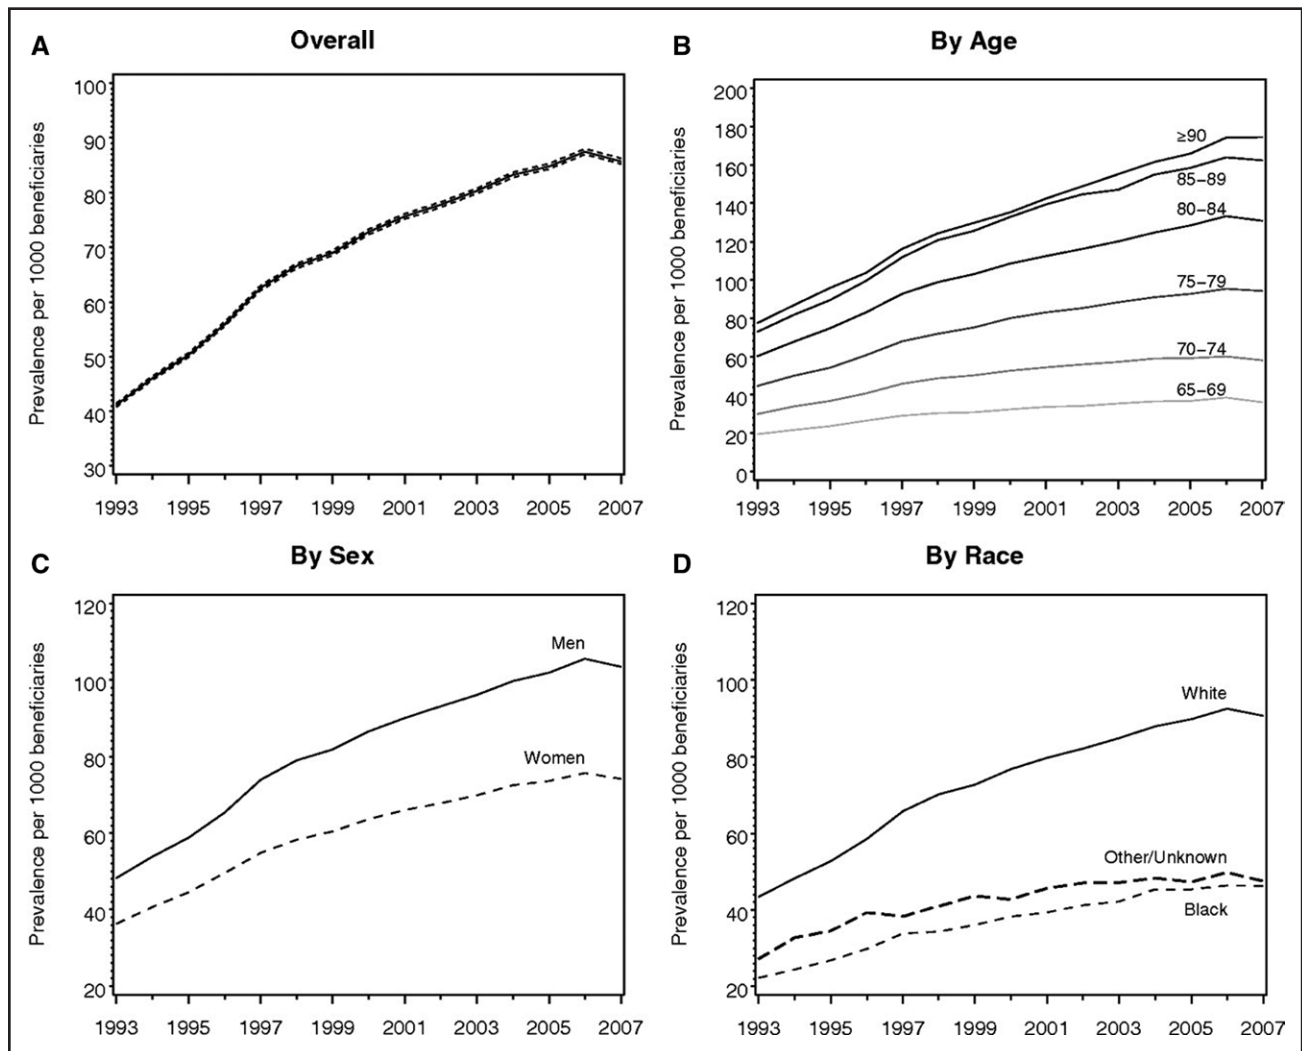 A
Overall
Prevalence per 1000 beneficiaries
100
90
80
70
60
50
40
30
1993 1995 1997 1999 2001 2003 2005 2007
B
By Age
Prevalence per 1000 beneficiaries
200
180
160
140
120
100
80
60
40
20
0
≥90
85–89
80–84
75–79
70–74
65–69
1993 1995 1997 1999 2001 2003 2005 2007
C
By Sex
Prevalence per 1000 beneficiaries
120
100
80
60
40
20
Men
Women
1993 1995 1997 1999 2001 2003 2005 2007
D
By Race
Prevalence per 1000 beneficiaries
120
100
80
60
40
20
White
Other/Unknown
Black
1993 1995 1997 1999 2001 2003 2005 2007